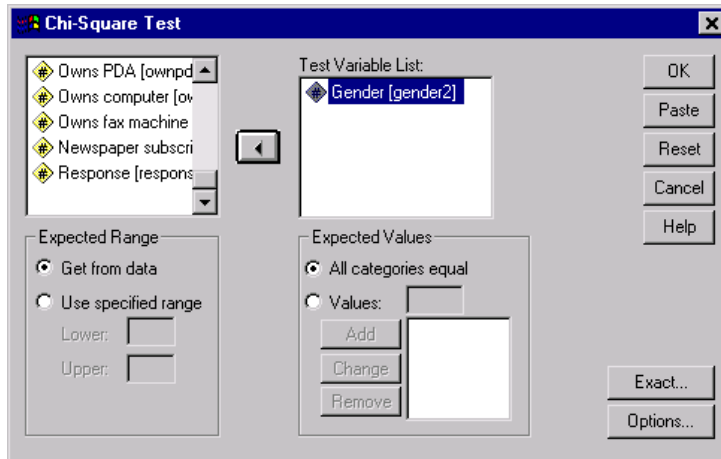 Chi-Square Test
Owns PDA [ownpd
Owns computer [ow
Owns fax machine
Newspaper subscri
Response [respons
Test Variable List:
Gender [gender2]
OK
Paste
Reset
Cancel
Help
Expected Range
Get from data
Use specified range
Lower:
Upper:
Expected Values
All categories equal
Values:
Add
Change
Remove
Exact...
Options...